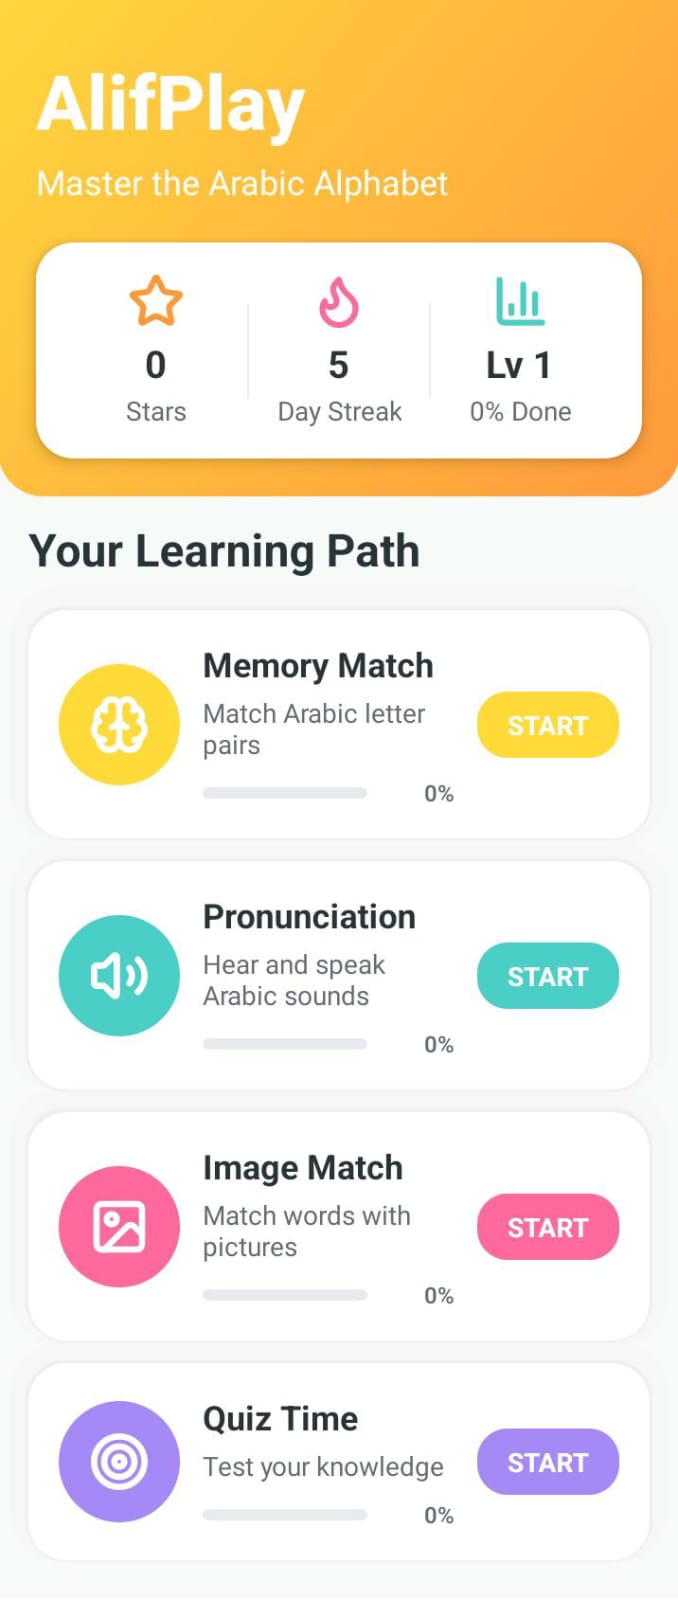 AlifPlay
Master the Arabic Alphabet
0
Stars
5
Day Streak
Lv 1
0% Done
Your Learning Path
Memory Match
Match Arabic letter
pairs
0%
START
Pronunciation
Hear and speak
Arabic sounds
0%
START
Image Match
Match words with
pictures
0%
START
Quiz Time
Test your knowledge
0%
START